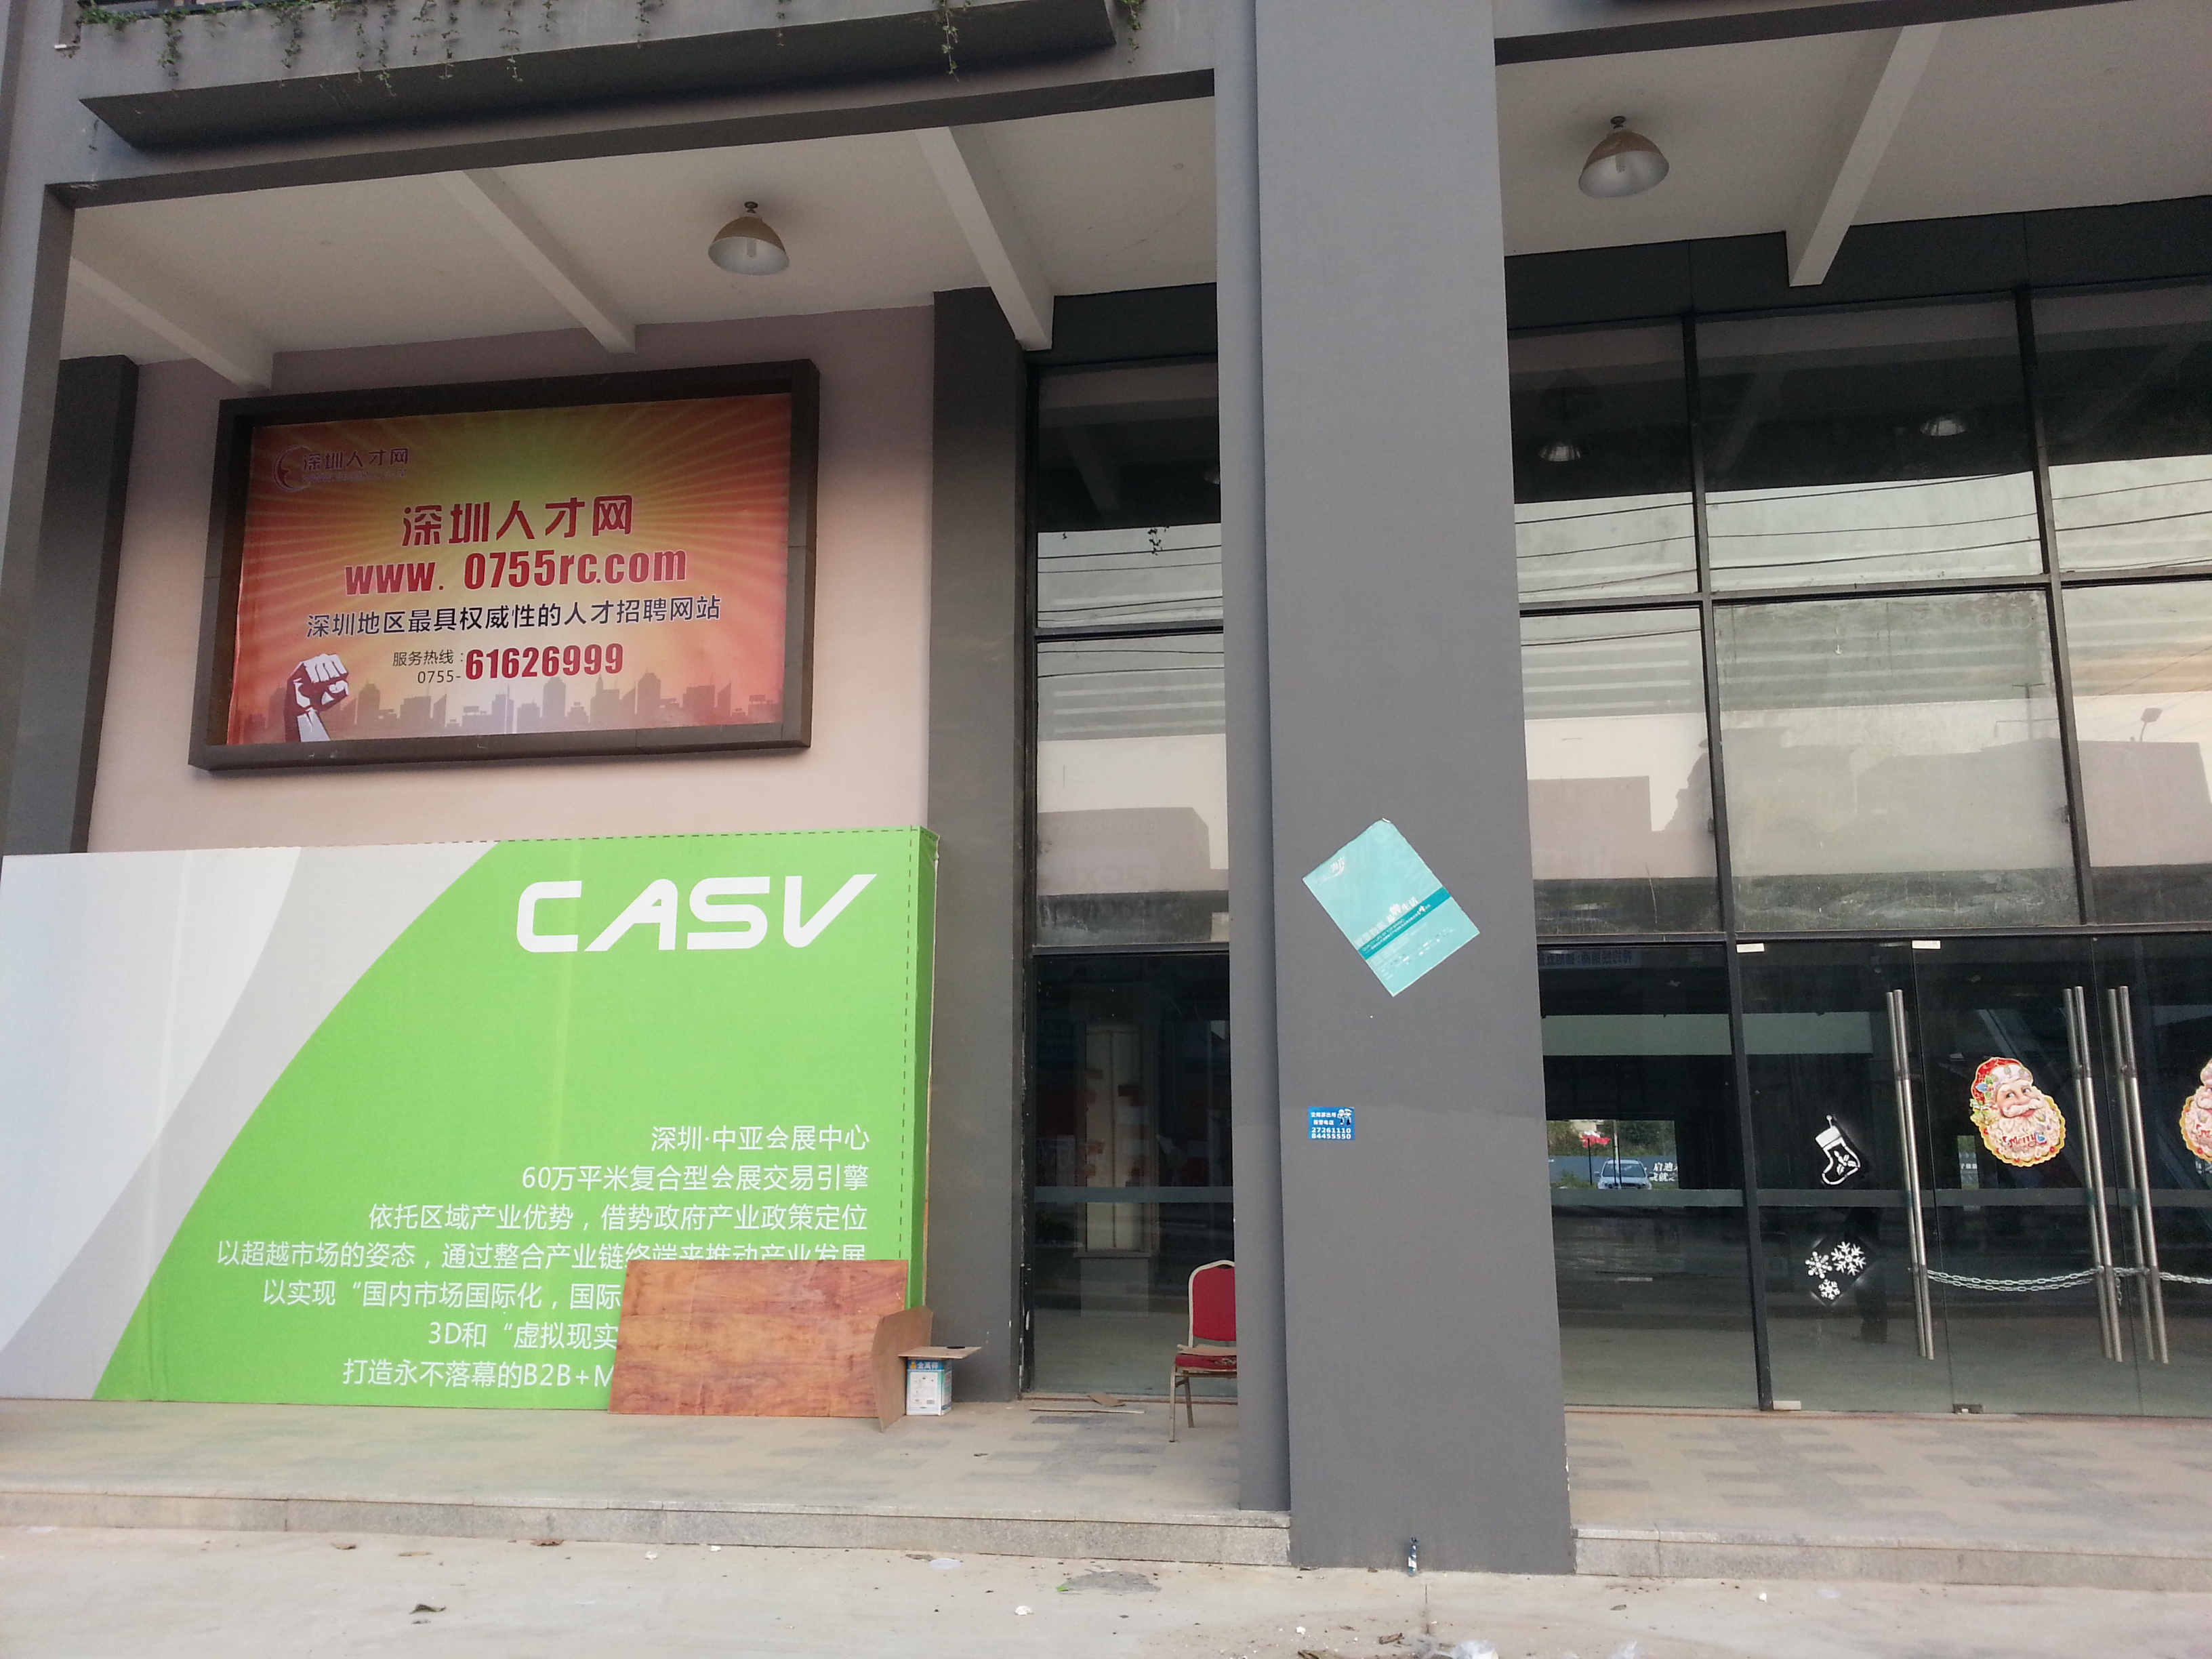 深圳人才网
深圳人才网
www. 0755rc.com
深圳地区最具权威性的人才招聘网站
服务热线:
0755-61626999
CASV
深圳·中亚会展中心
60万平米复合型会展交易引擎
依托区域产业优势，借势政府产业政策定位
以超越市场的姿态，通过整合产业链终端来推动产业发展
以实现“国内市场国际化，国际
3D和“虚拟现实
打造永不落幕的B2B+M
27261110
84455550
Merry